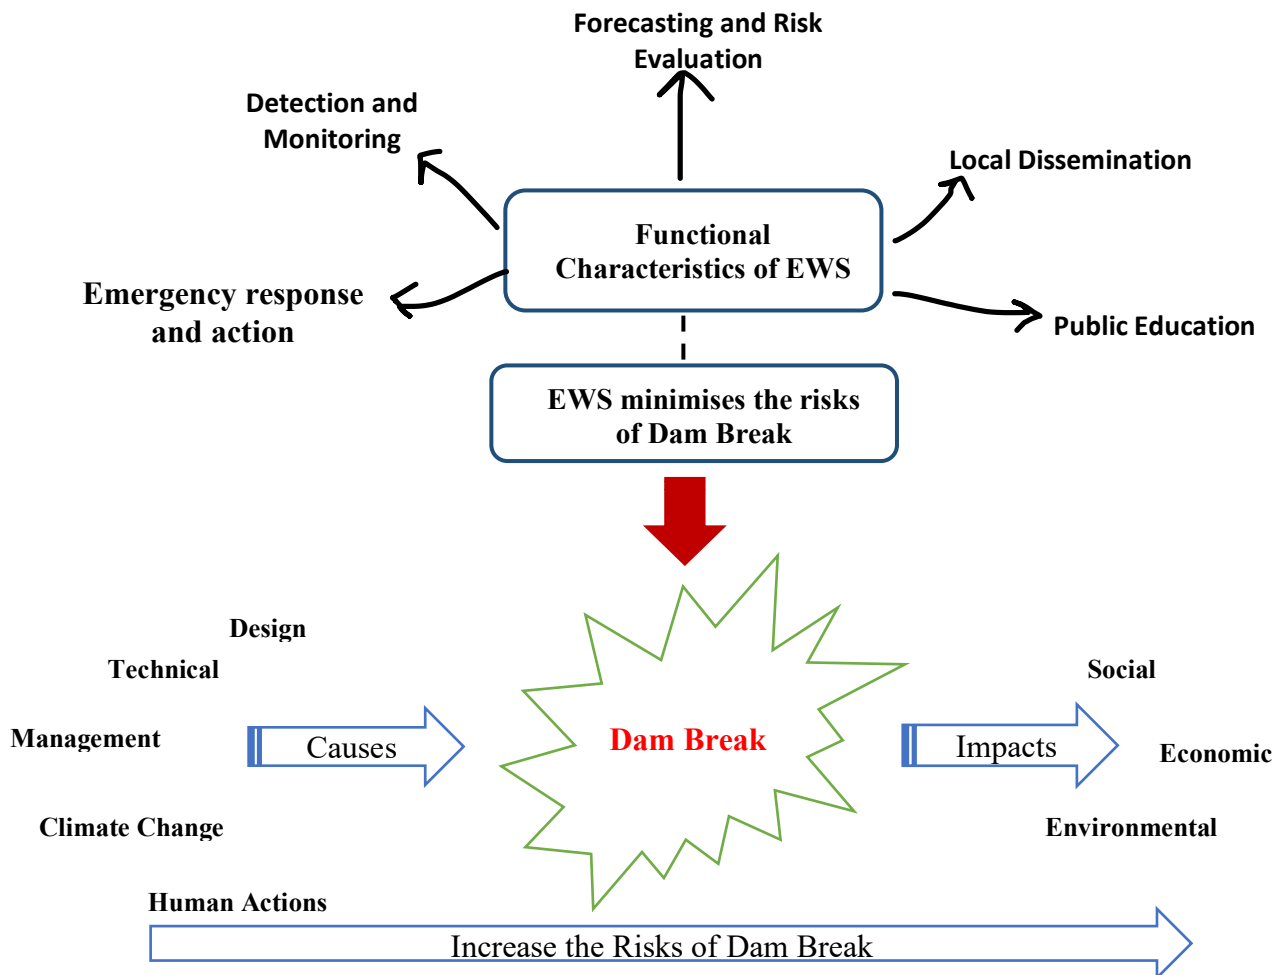 Forecasting and Risk
Evaluation
Detection and
Monitoring
Local Dissemination
Functional
Characteristics of EWS
Emergency response
and action
Public Education
EWS minimises the risks
of Dam Break
Design
Technical
Social
Management
Causes
Dam Break
Impacts
Economic
Climate Change
Environmental
Human Actions
Increase the Risks of Dam Break